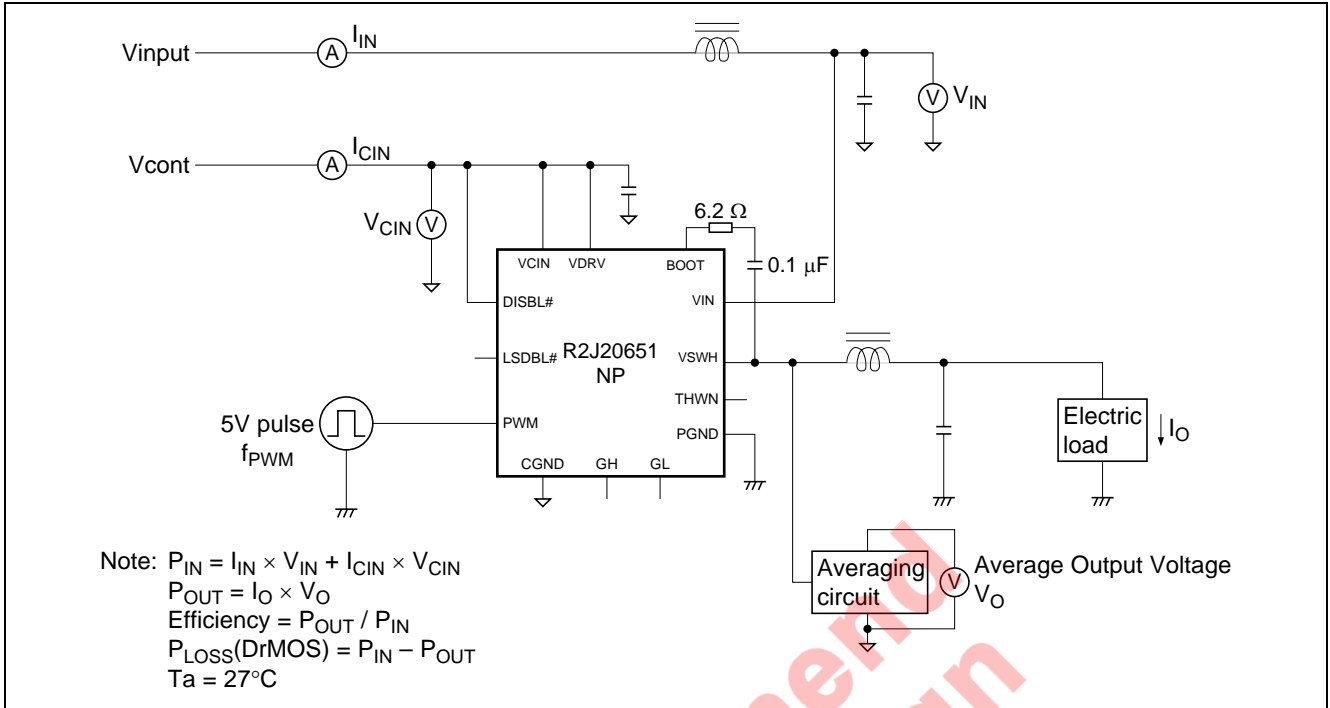 Vinput
A
I_IN
V
V_IN
Vcont
A
I_CIN
V_CIN
V
6.2 Ω
0.1 μF
VCIN
VDRV
BOOT
DISBL#
VIN
LSDBL#
R2J20651
NP
VSWH
THWN
PWM
PGND
CGND
GH
GL
5V pulse
f_PWM
Electric
load
I_O
Averaging
circuit
V
Average Output Voltage
V_O
Note: P_IN = I_IN × V_IN + I_CIN × V_CIN
P_OUT = I_O × V_O
Efficiency = P_OUT / P_IN
P_LOSS(DrMOS) = P_IN – P_OUT
Ta = 27°C